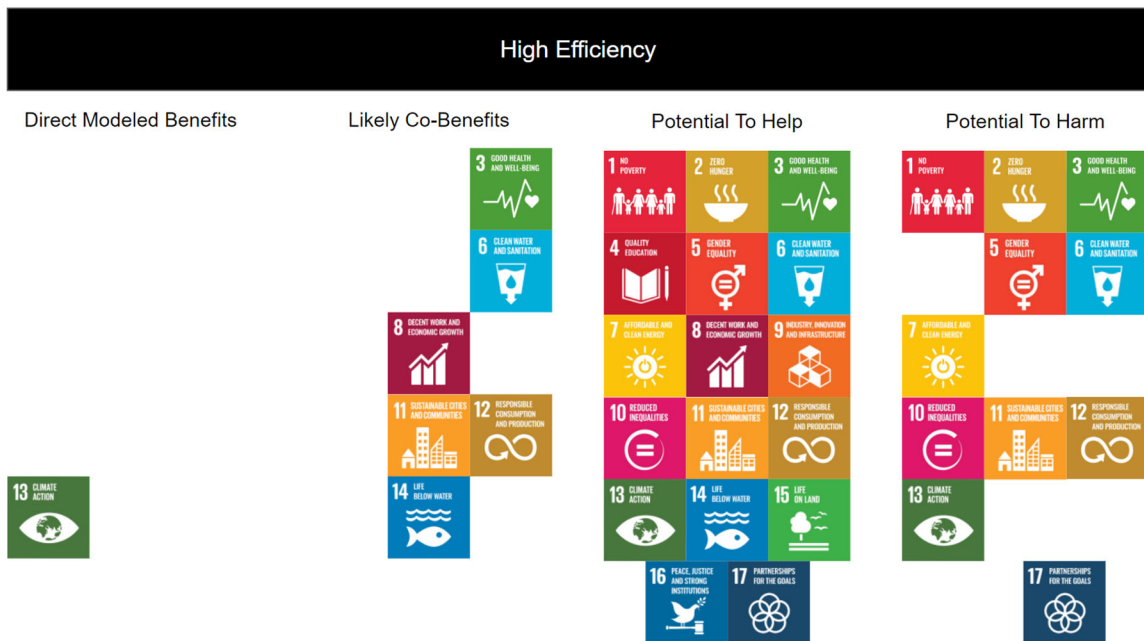 High Efficiency
Direct Modeled Benefits
Likely Co-Benefits
Potential To Help
Potential To Harm
13 CLIMATE
ACTION
3 GOOD HEALTH
AND WELL-BEING
6 CLEAN WATER
AND SANITATION
8 DECENT WORK AND
ECONOMIC GROWTH
11 SUSTAINABLE CITIES
AND COMMUNITIES
12 RESPONSIBLE
CONSUMPTION
AND PRODUCTION
14 LIFE
BELOW WATER
1 NO
POVERTY
2 ZERO
HUNGER
3 GOOD HEALTH
AND WELL-BEING
4 QUALITY
EDUCATION
5 GENDER
EQUALITY
6 CLEAN WATER
AND SANITATION
7 AFFORDABLE AND
CLEAN ENERGY
8 DECENT WORK AND
ECONOMIC GROWTH
9 INDUSTRY, INNOVATION
AND INFRASTRUCTURE
10 REDUCED
INEQUALITIES
11 SUSTAINABLE CITIES
AND COMMUNITIES
12 RESPONSIBLE
CONSUMPTION
AND PRODUCTION
13 CLIMATE
ACTION
14 LIFE
BELOW WATER
15 LIFE
ON LAND
16 PEACE, JUSTICE
AND STRONG
INSTITUTIONS
17 PARTNERSHIPS
FOR THE GOALS
1 NO
POVERTY
2 ZERO
HUNGER
3 GOOD HEALTH
AND WELL-BEING
5 GENDER
EQUALITY
6 CLEAN WATER
AND SANITATION
7 AFFORDABLE AND
CLEAN ENERGY
10 REDUCED
INEQUALITIES
11 SUSTAINABLE CITIES
AND COMMUNITIES
12 RESPONSIBLE
CONSUMPTION
AND PRODUCTION
13 CLIMATE
ACTION
17 PARTNERSHIPS
FOR THE GOALS